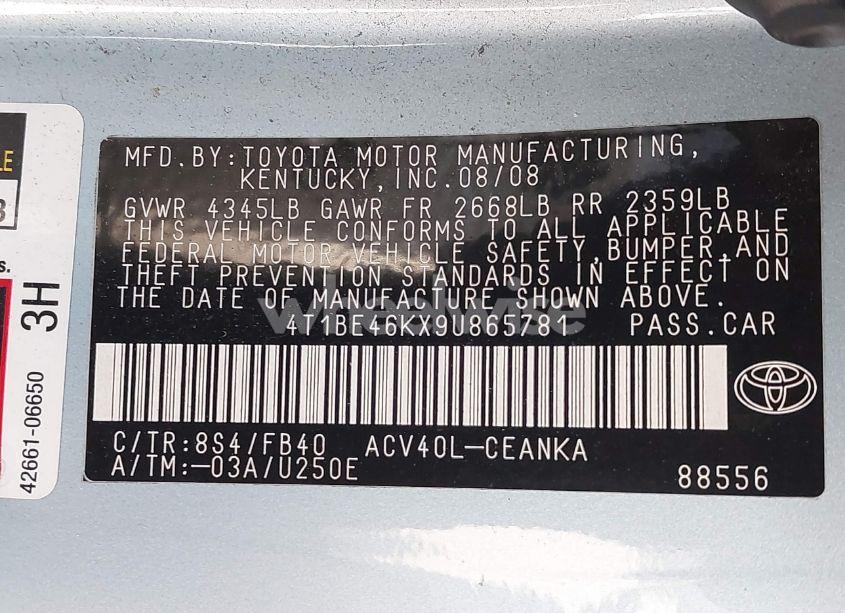 MFD.BY:TOYOTA MOTOR MANUFACTURING,
KENTUCKY,INC.08/08
GVWR 4345LB GAWR FR 2668LB RR 2359LB
THIS VEHICLE CONFORMS TO ALL APPLICABLE
FEDERAL MOTOR VEHICLE SAFETY,BUMPER,AND
THEFT PREVENTION STANDARDS IN EFFECT ON
THE DATE OF MANUFACTURE SHOWN ABOVE.
4T1BE46KX9U865781 PASS.CAR
C/TR:8S4/FB40 ACV40L-CEANKA
A/TM:-03A/U250E
88556
3H
42661-06650
wheelwise